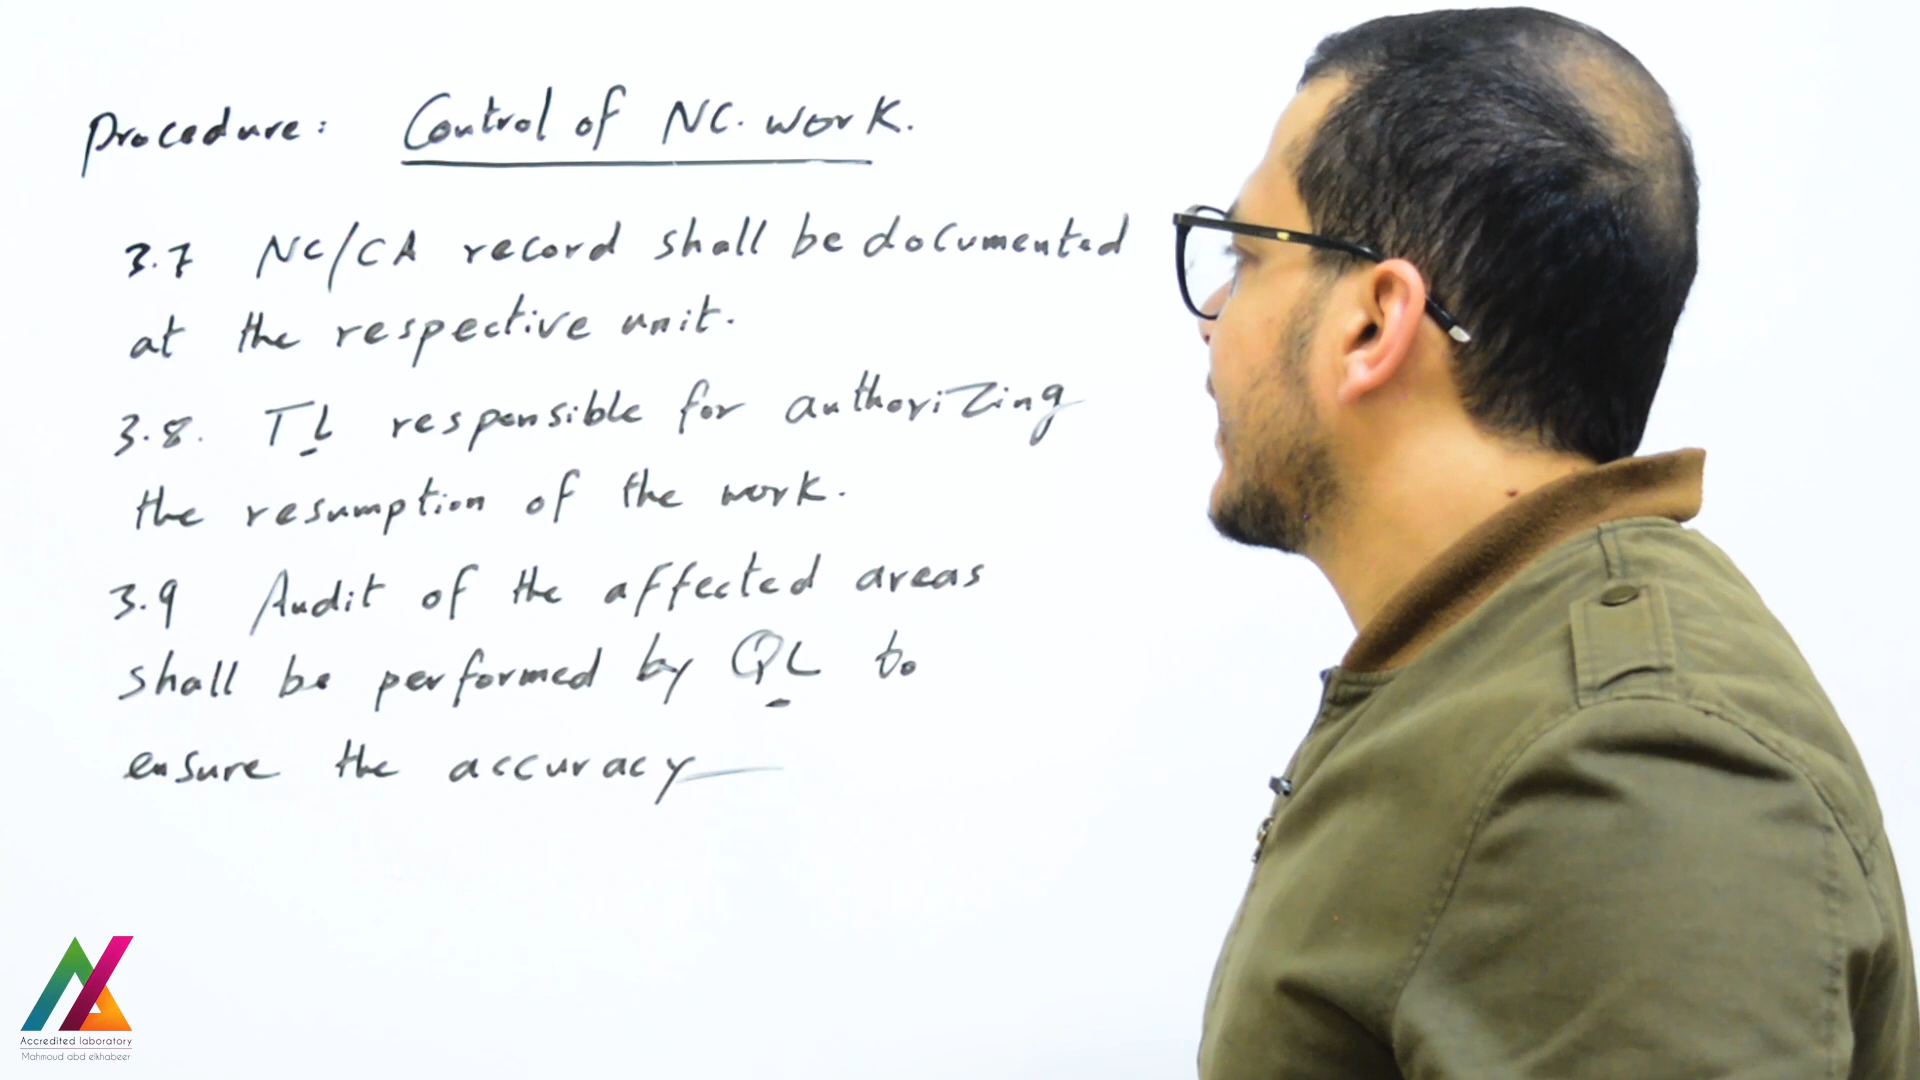 Procedure: Control of NC. work.
3.7 NC/CA record shall be documented
at the respective unit.
3.8. TL responsible for authorizing
the resumption of the work.
3.9 Audit of the affected areas
shall be performed by QL to
ensure the accuracy
Accredited laboratory
Mahmoud abd elkhabeer